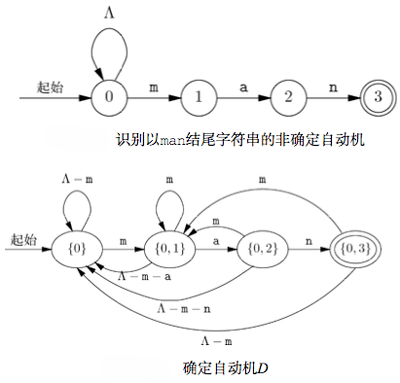 Λ
起始
0
m
1
a
2
n
3
识别以man结尾字符串的非确定自动机
Λ－m
m
m
起始
{0}
m
{0,1}
a
m
{0,2}
n
{0,3}
Λ－m－a
Λ－m－n
Λ－m
确定自动机D